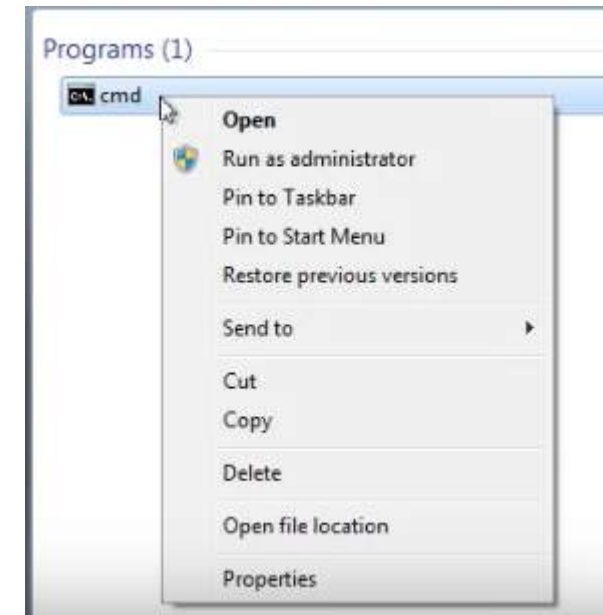 Programs (1)
cmd
Open
Run as administrator
Pin to Taskbar
Pin to Start Menu
Restore previous versions
Send to
Cut
Copy
Delete
Open file location
Properties